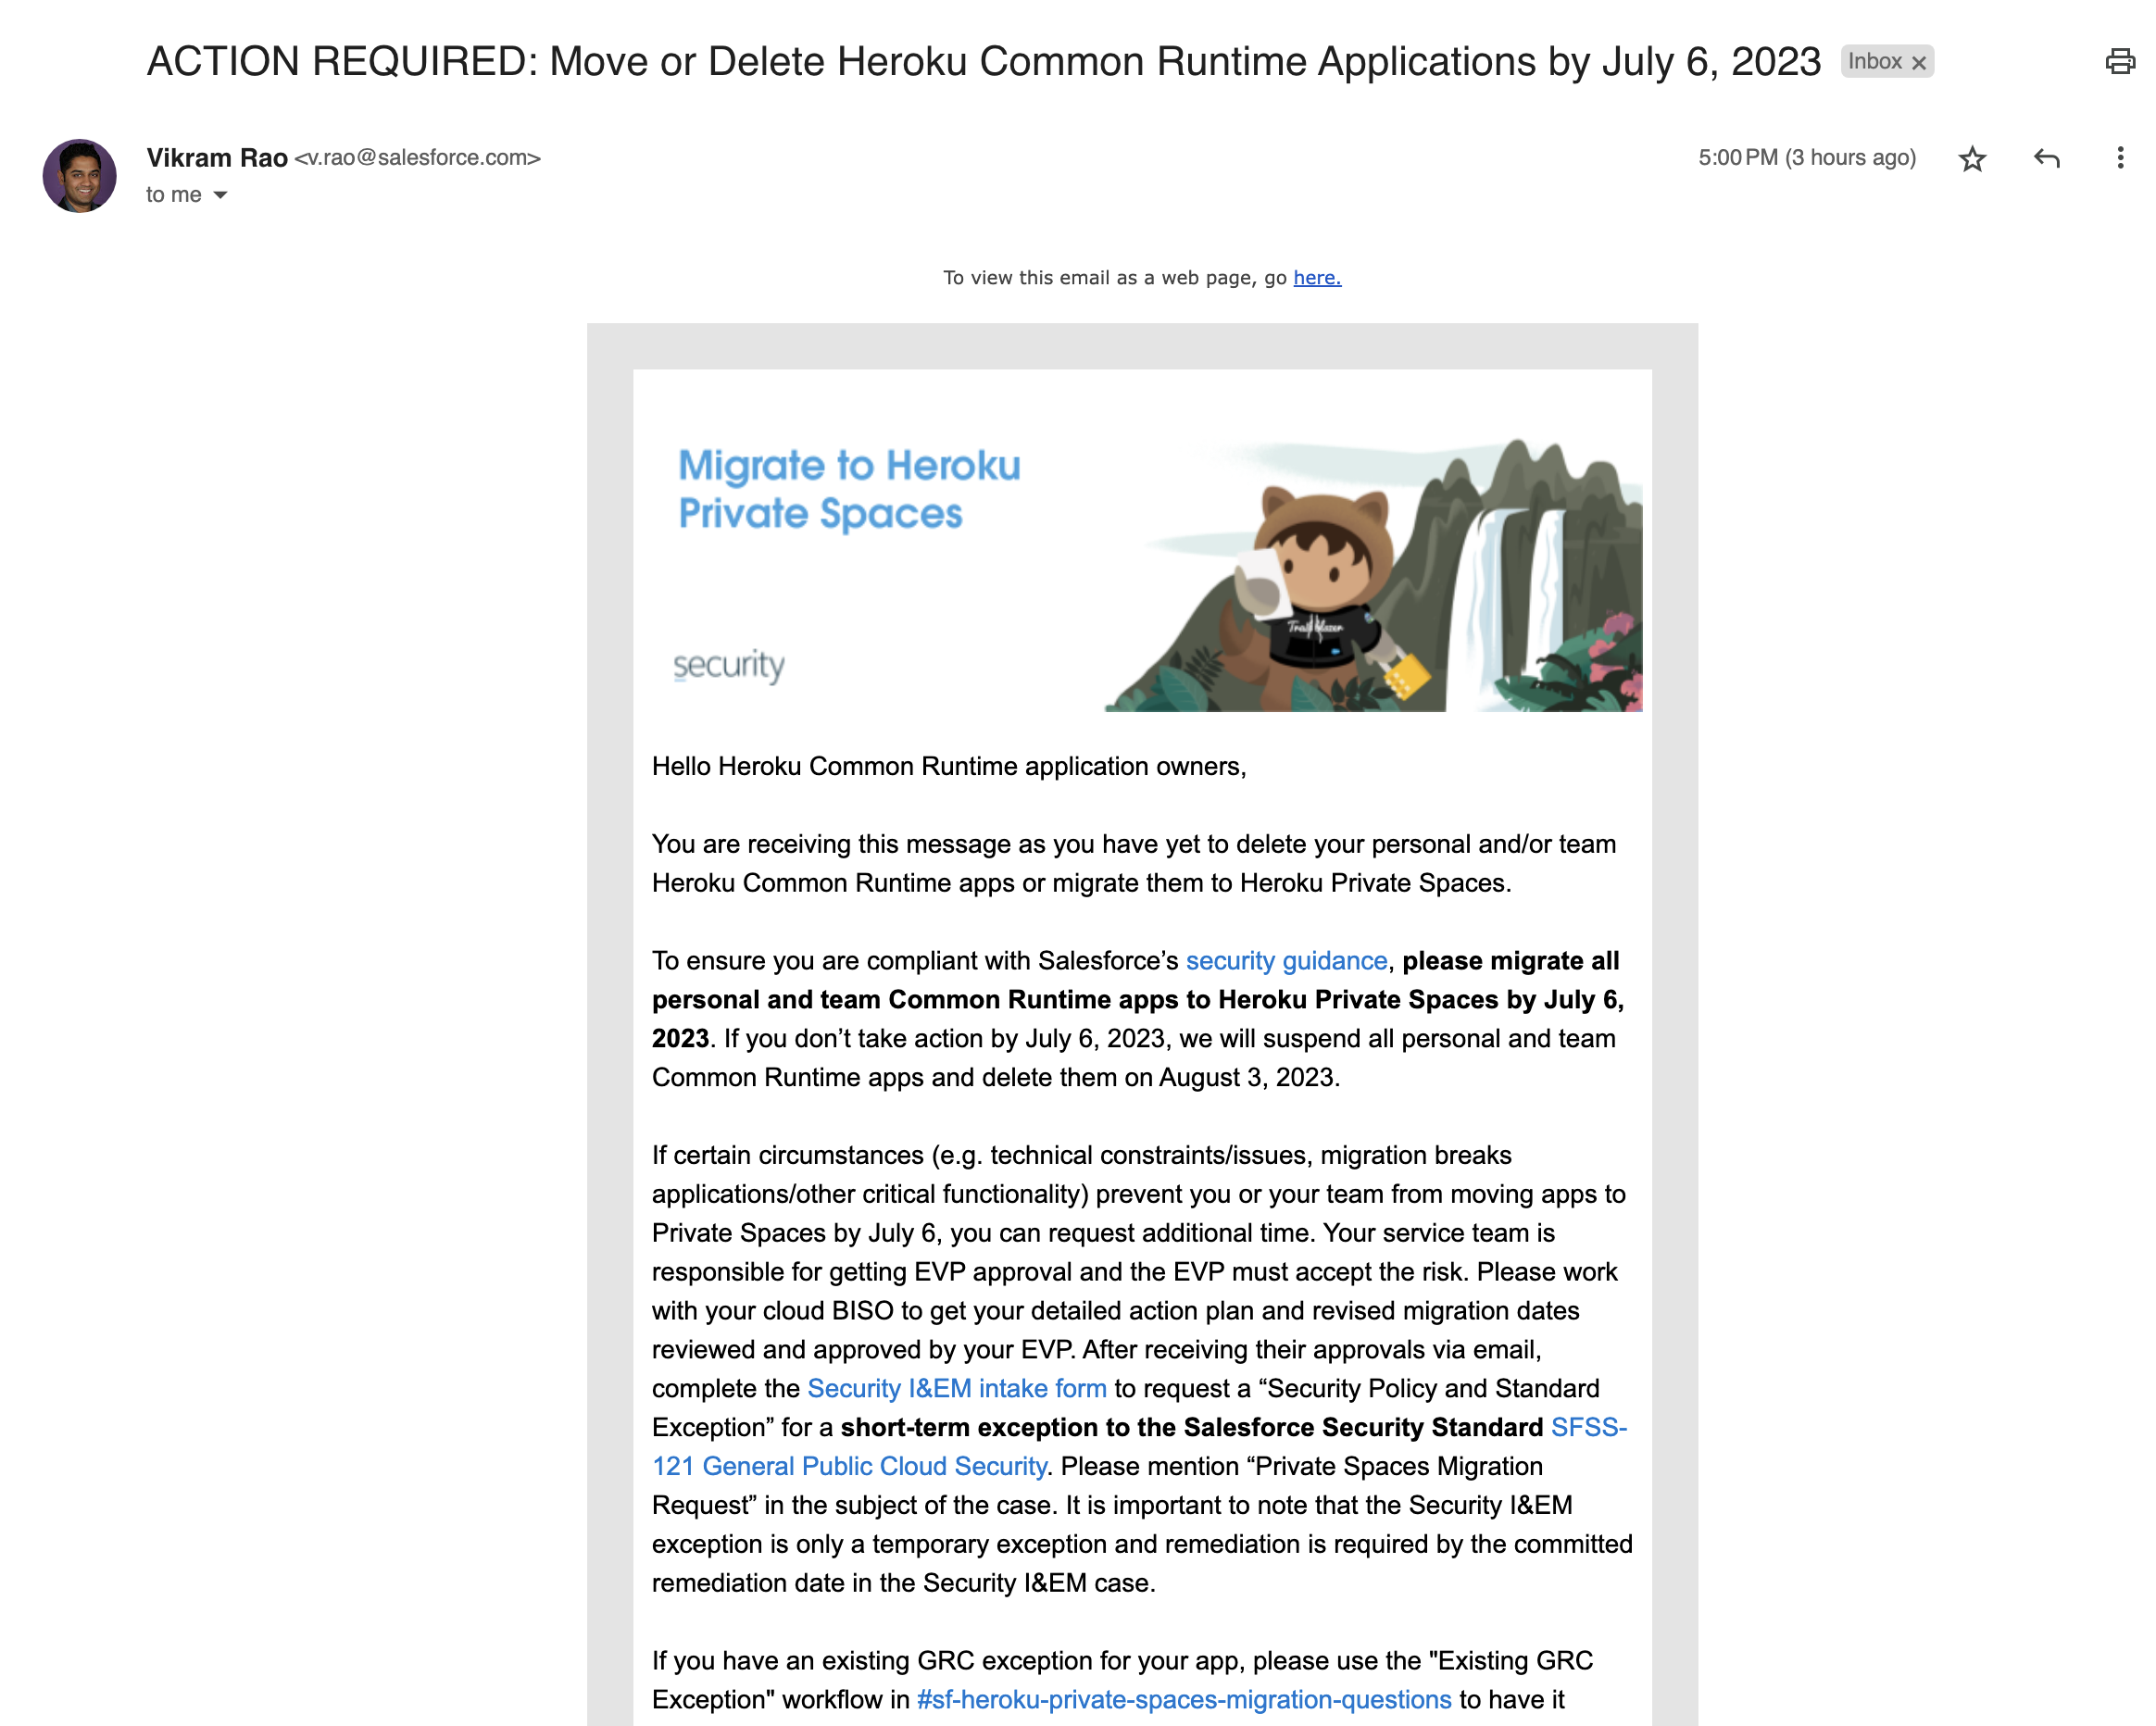 ACTION REQUIRED: Move or Delete Heroku Common Runtime Applications by July 6, 2023 Inbox ×
Vikram Rao <v.rao@salesforce.com> 5:00 PM (3 hours ago)
to me
To view this email as a web page, go here.
Migrate to Heroku
Private Spaces
Trailblazer
security
Hello Heroku Common Runtime application owners,
You are receiving this message as you have yet to delete your personal and/or team
Heroku Common Runtime apps or migrate them to Heroku Private Spaces.
To ensure you are compliant with Salesforce’s security guidance, please migrate all
personal and team Common Runtime apps to Heroku Private Spaces by July 6,
2023. If you don’t take action by July 6, 2023, we will suspend all personal and team
Common Runtime apps and delete them on August 3, 2023.
If certain circumstances (e.g. technical constraints/issues, migration breaks
applications/other critical functionality) prevent you or your team from moving apps to
Private Spaces by July 6, you can request additional time. Your service team is
responsible for getting EVP approval and the EVP must accept the risk. Please work
with your cloud BISO to get your detailed action plan and revised migration dates
reviewed and approved by your EVP. After receiving their approvals via email,
complete the Security I&EM intake form to request a “Security Policy and Standard
Exception” for a short-term exception to the Salesforce Security Standard SFSS-
121 General Public Cloud Security. Please mention “Private Spaces Migration
Request” in the subject of the case. It is important to note that the Security I&EM
exception is only a temporary exception and remediation is required by the committed
remediation date in the Security I&EM case.
If you have an existing GRC exception for your app, please use the "Existing GRC
Exception" workflow in #sf-heroku-private-spaces-migration-questions to have it